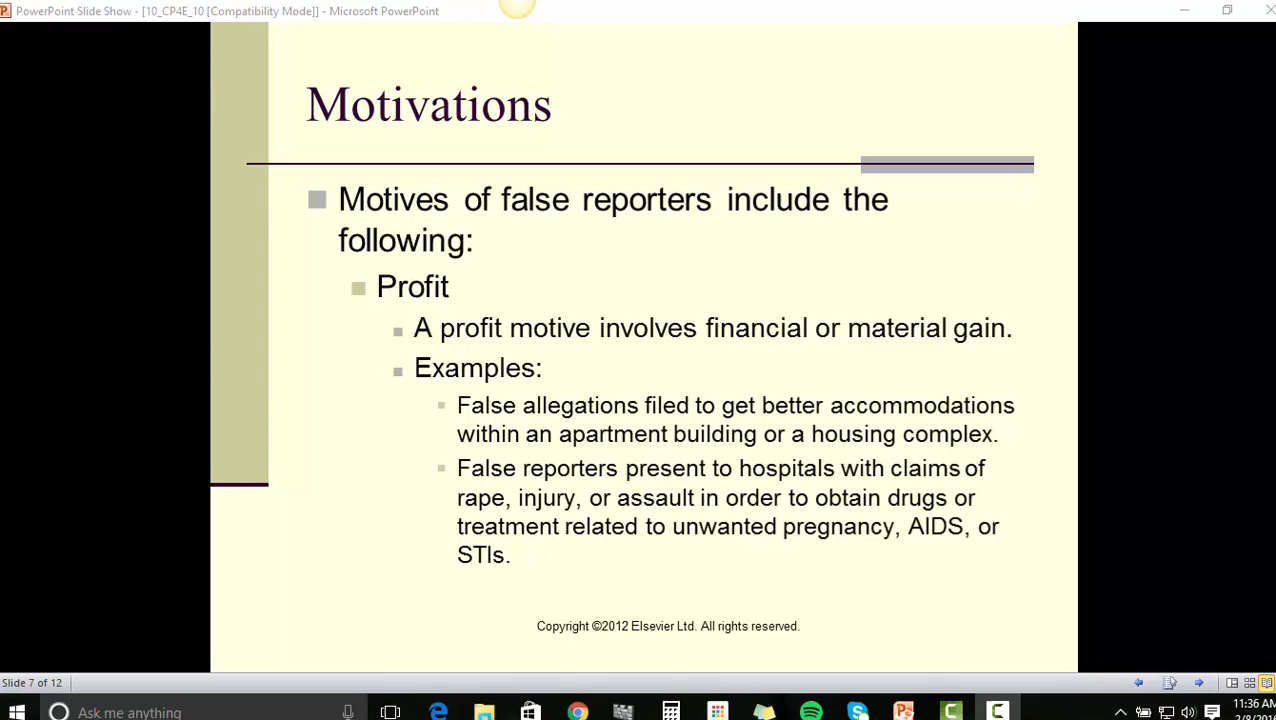 PowerPoint Slide Show - [10_CP4E_10 [Compatibility Mode]] - Microsoft PowerPoint
Motivations
Motives of false reporters include the
following:
Profit
A profit motive involves financial or material gain.
Examples:
False allegations filed to get better accommodations
within an apartment building or a housing complex.
False reporters present to hospitals with claims of
rape, injury, or assault in order to obtain drugs or
treatment related to unwanted pregnancy, AIDS, or
STIs.
Copyright ©2012 Elsevier Ltd. All rights reserved.
Slide 7 of 12
Ask me anything
11:36 AM